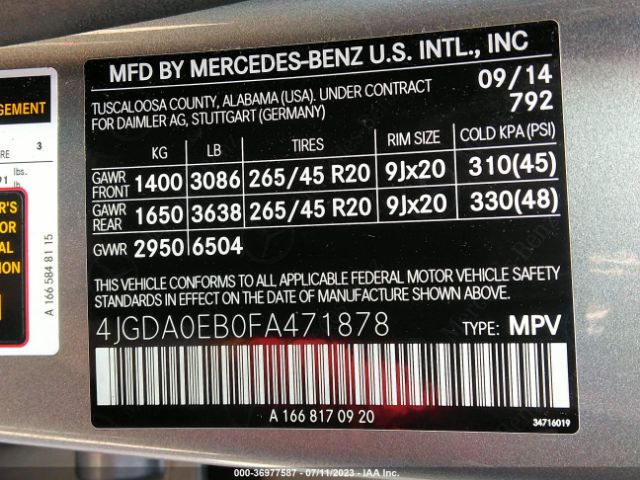 MFD BY MERCEDES-BENZ U.S. INTL., INC
TUSCALOOSA COUNTY, ALABAMA (USA). UNDER CONTRACT
FOR DAIMLER AG, STUTTGART (GERMANY)
09/14
792
KG LB TIRES RIM SIZE COLD KPA (PSI)
GAWR FRONT 1400 3086 265/45 R20 9Jx20 310(45)
GAWR REAR 1650 3638 265/45 R20 9Jx20 330(48)
GVWR 2950 6504
THIS VEHICLE CONFORMS TO ALL APPLICABLE FEDERAL MOTOR VEHICLE SAFETY
STANDARDS IN EFFECT ON THE DATE OF MANUFACTURE SHOWN ABOVE.
4JGDA0EB0FA471878 TYPE: MPV
A 166 817 09 20
34716019
3
lbs.
A 166 584 81 15
000-36977587 - 07/11/2023 - IAA Inc.